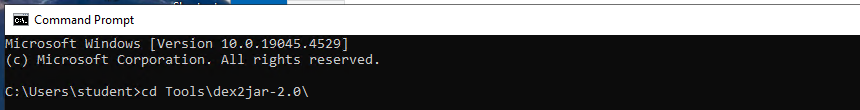 Command Prompt
Microsoft Windows [Version 10.0.19045.4529]
(c) Microsoft Corporation. All rights reserved.
C:\Users\student>cd Tools\dex2jar-2.0\